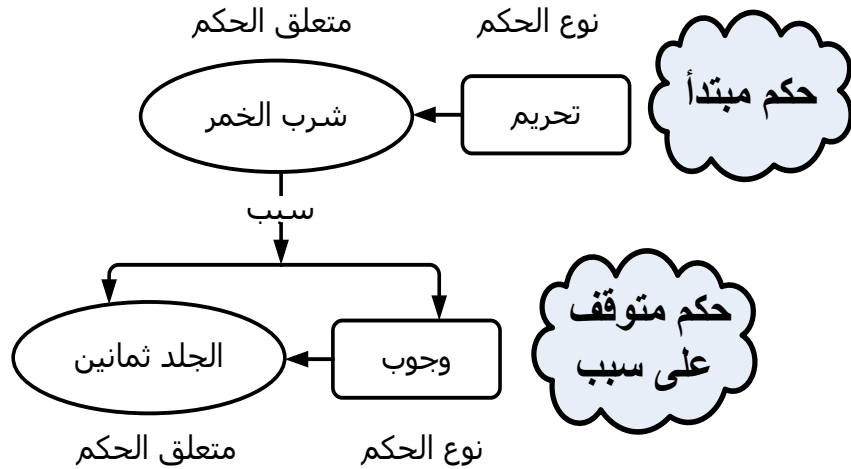 نوع الحكم
متعلق الحكم
حكم مبتدأ
تحريم
شرب الخمر
سبب
حكم متوقف
على سبب
وجوب
الجلد ثمانين
نوع الحكم
متعلق الحكم